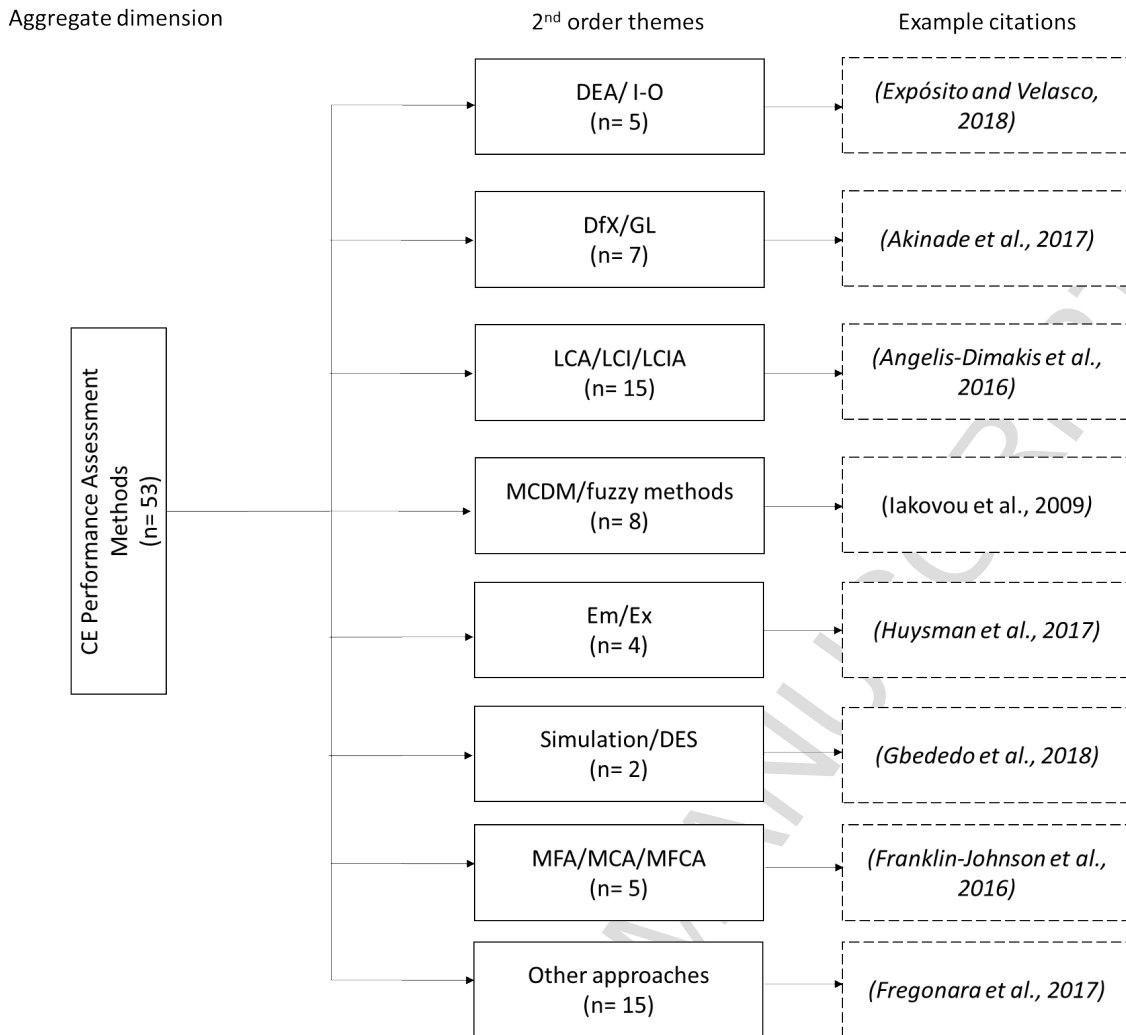 Aggregate dimension
2nd order themes
Example citations
CE Performance Assessment
Methods
(n= 53)
DEA/ I-O
(n= 5)
(Expósito and Velasco,
2018)
DfX/GL
(n= 7)
(Akinade et al., 2017)
LCA/LCI/LCIA
(n= 15)
(Angelis-Dimakis et al.,
2016)
MCDM/fuzzy methods
(n= 8)
(Iakovou et al., 2009)
Em/Ex
(n= 4)
(Huysman et al., 2017)
Simulation/DES
(n= 2)
(Gbededo et al., 2018)
MFA/MCA/MFCA
(n= 5)
(Franklin-Johnson et al.,
2016)
Other approaches
(n= 15)
(Fregonara et al., 2017)